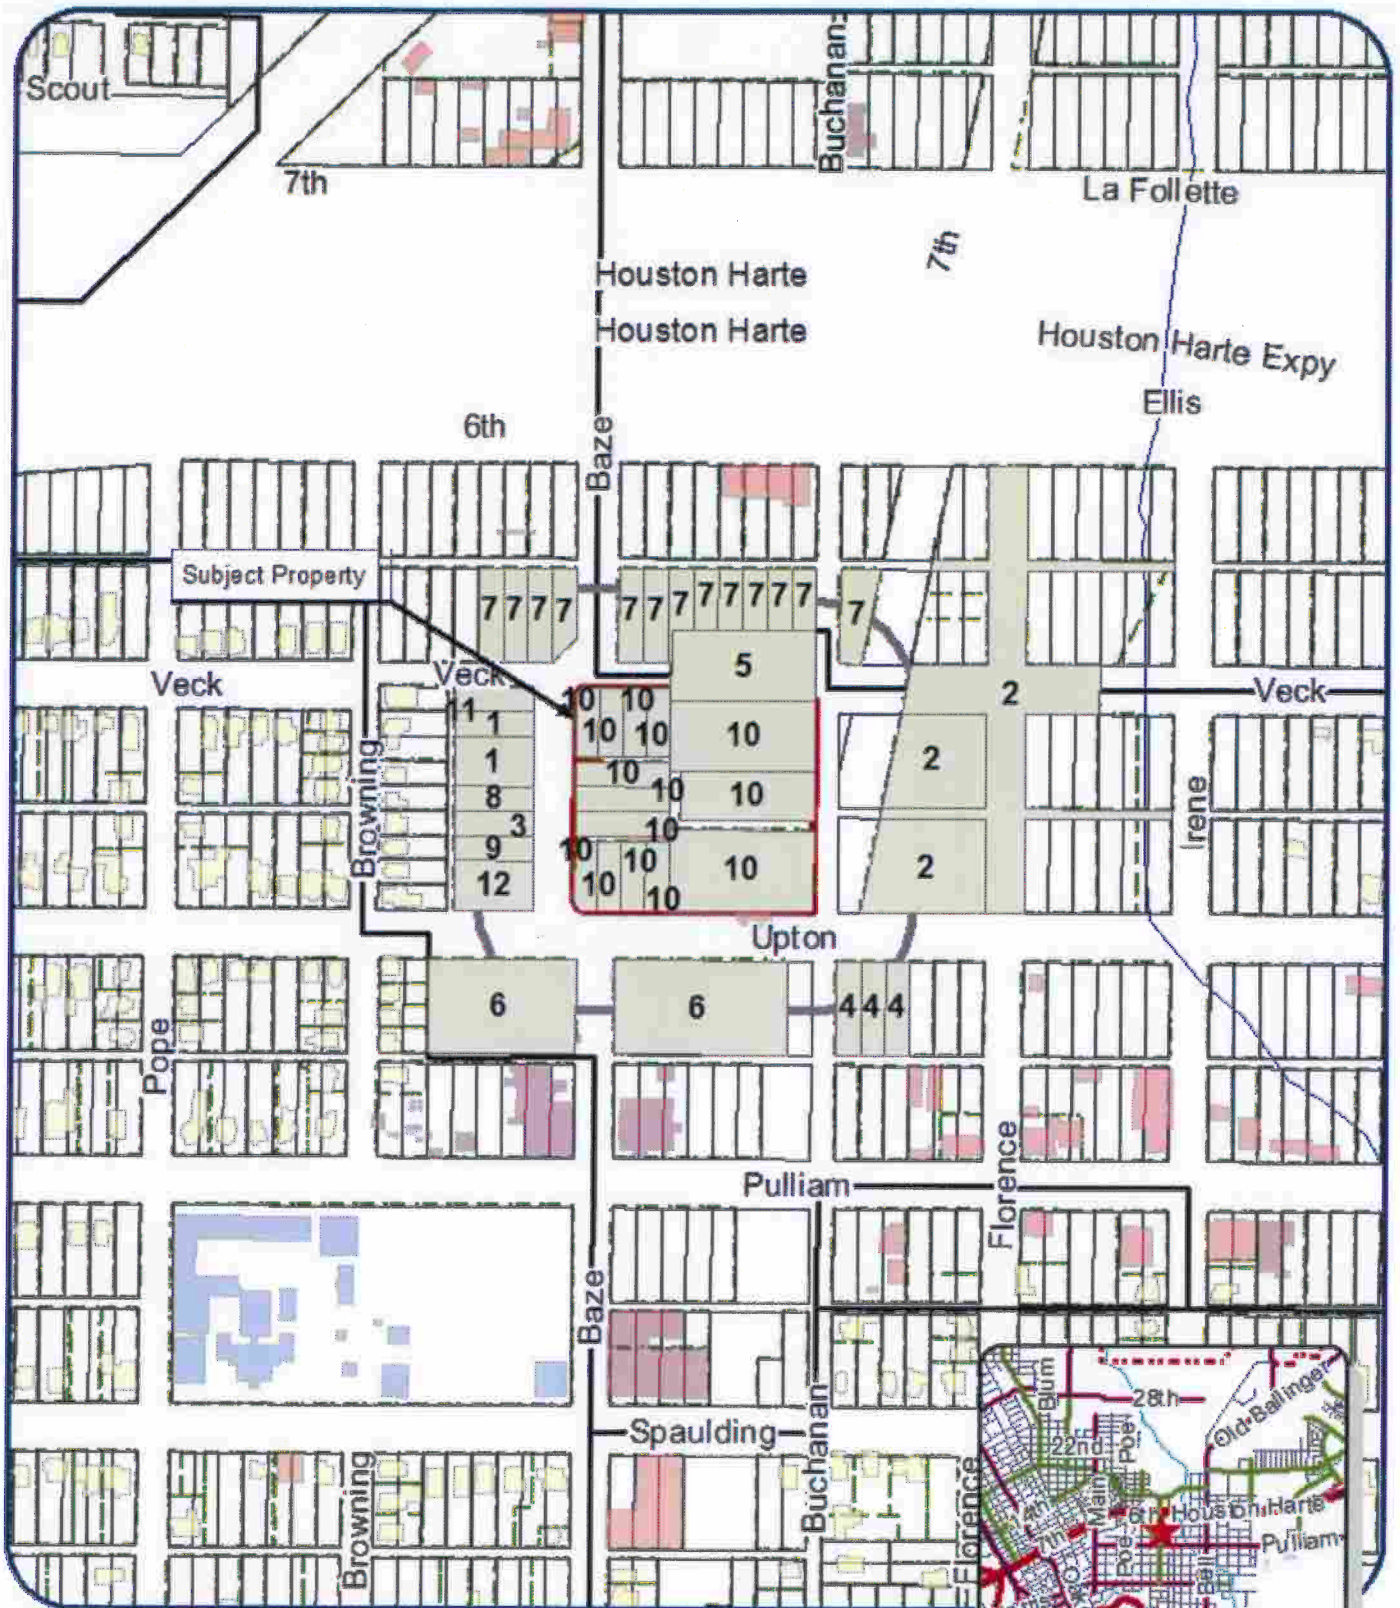 Scout
Buchanan
7th
La Follette
7th
Houston Harte
Houston Harte
Houston Harte Expy
Ellis
6th
Baze
Subject Property
7 7 7 7
7 7 7 7 7 7 7 7
7
5
Veck
Veck
2
Veck
10 10
11 1
10 10
10
2
1
10
8
10
10
3
10
9
10
10
2
12
10
10
10
Browning
Irene
Upton
6
6
4 4 4
Pope
Florence
Pulliam
Baze
Buchanan
Spaulding
Browning
Florence
Blum
28th
Old Ballinger
22nd
Poe
Main
6th
Houston Harte
Pulliam
Poe
Bell